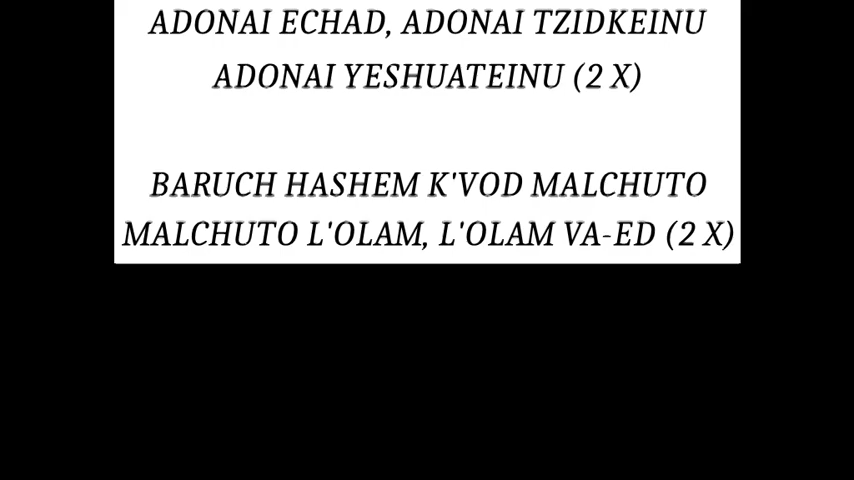 ADONAI ECHAD, ADONAI TZIDKEINU
ADONAI YESHUATEINU (2 X)
BARUCH HASHEM K'VOD MALCHUTO
MALCHUTO L'OLAM, L'OLAM VA-ED (2 X)